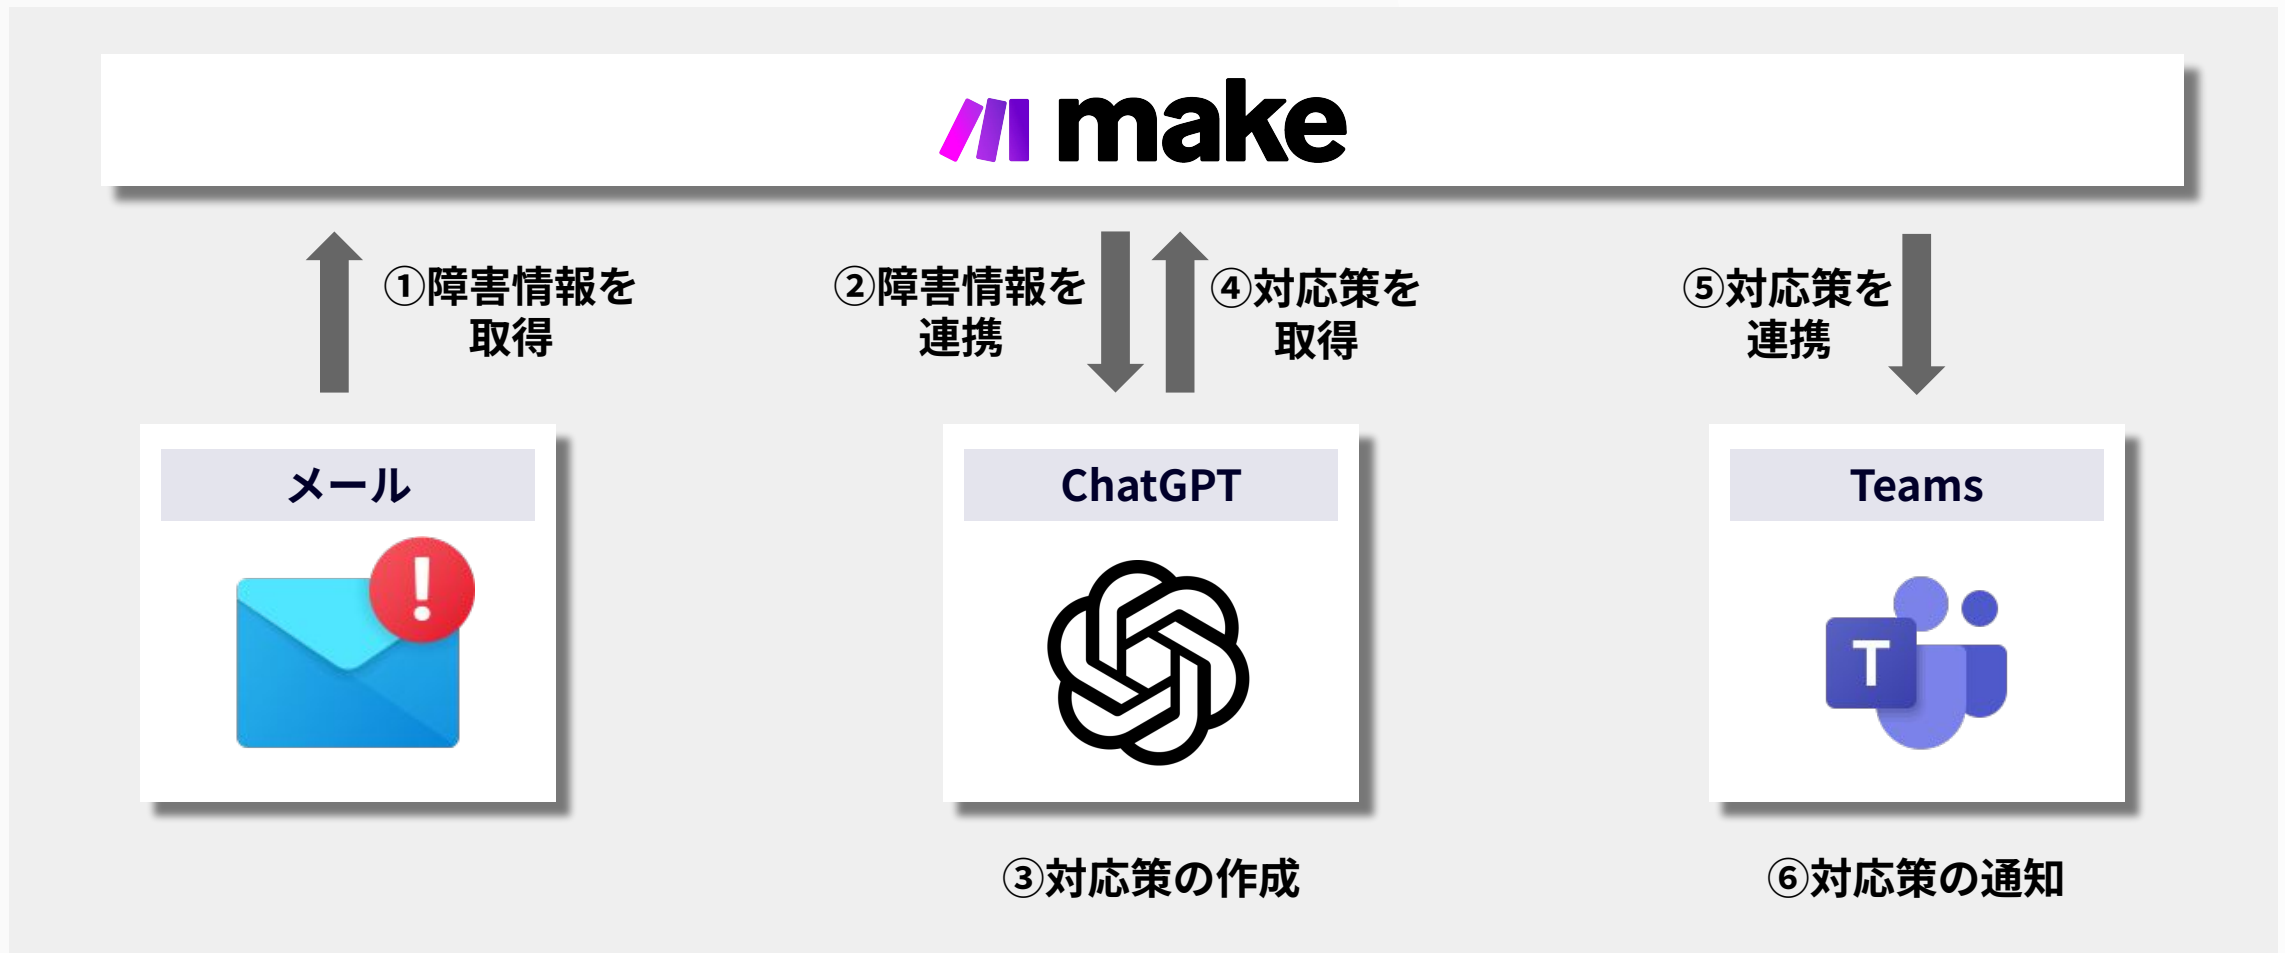 make
①障害情報を
取得
②障害情報を
連携
④対応策を
取得
⑤対応策を
連携
メール
ChatGPT
Teams
T
③対応策の作成
⑥対応策の通知